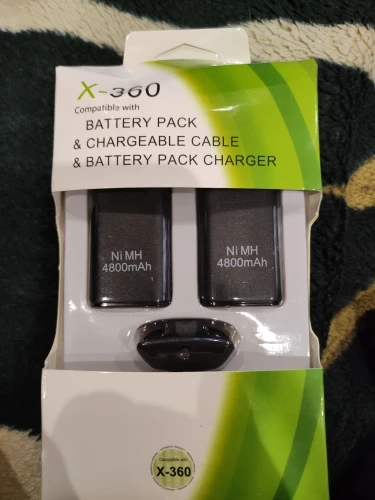 X-360
Compatible with
BATTERY PACK
& CHARGEABLE CABLE
& BATTERY PACK CHARGER
Ni MH
4800mAh
Ni MH
4800mAh
Compatible with
X-360